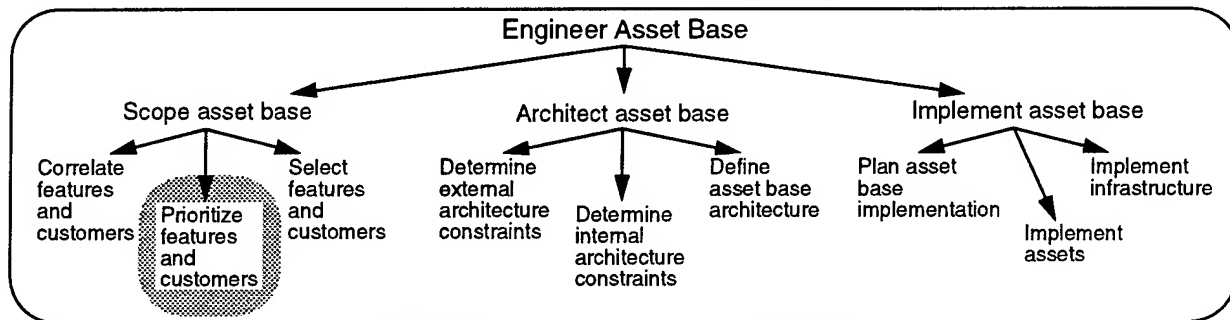 Engineer Asset Base
Scope asset base
Architect asset base
Implement asset base
Correlate
features
and
customers
Prioritize
features
and
customers
Select
features
and
customers
Determine
external
architecture
constraints
Determine
internal
architecture
constraints
Define
asset base
architecture
Plan asset
base
implementation
Implement
assets
Implement
infrastructure